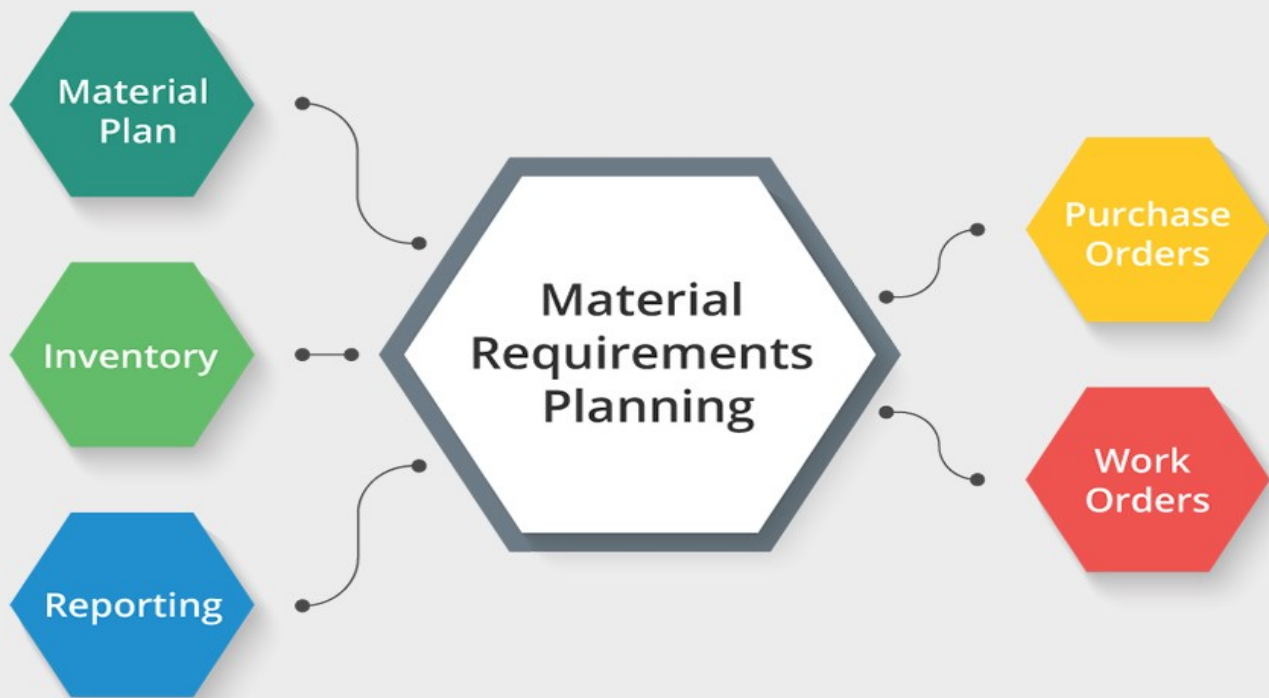 Material
Plan
Inventory
Reporting
Material
Requirements
Planning
Purchase
Orders
Work
Orders